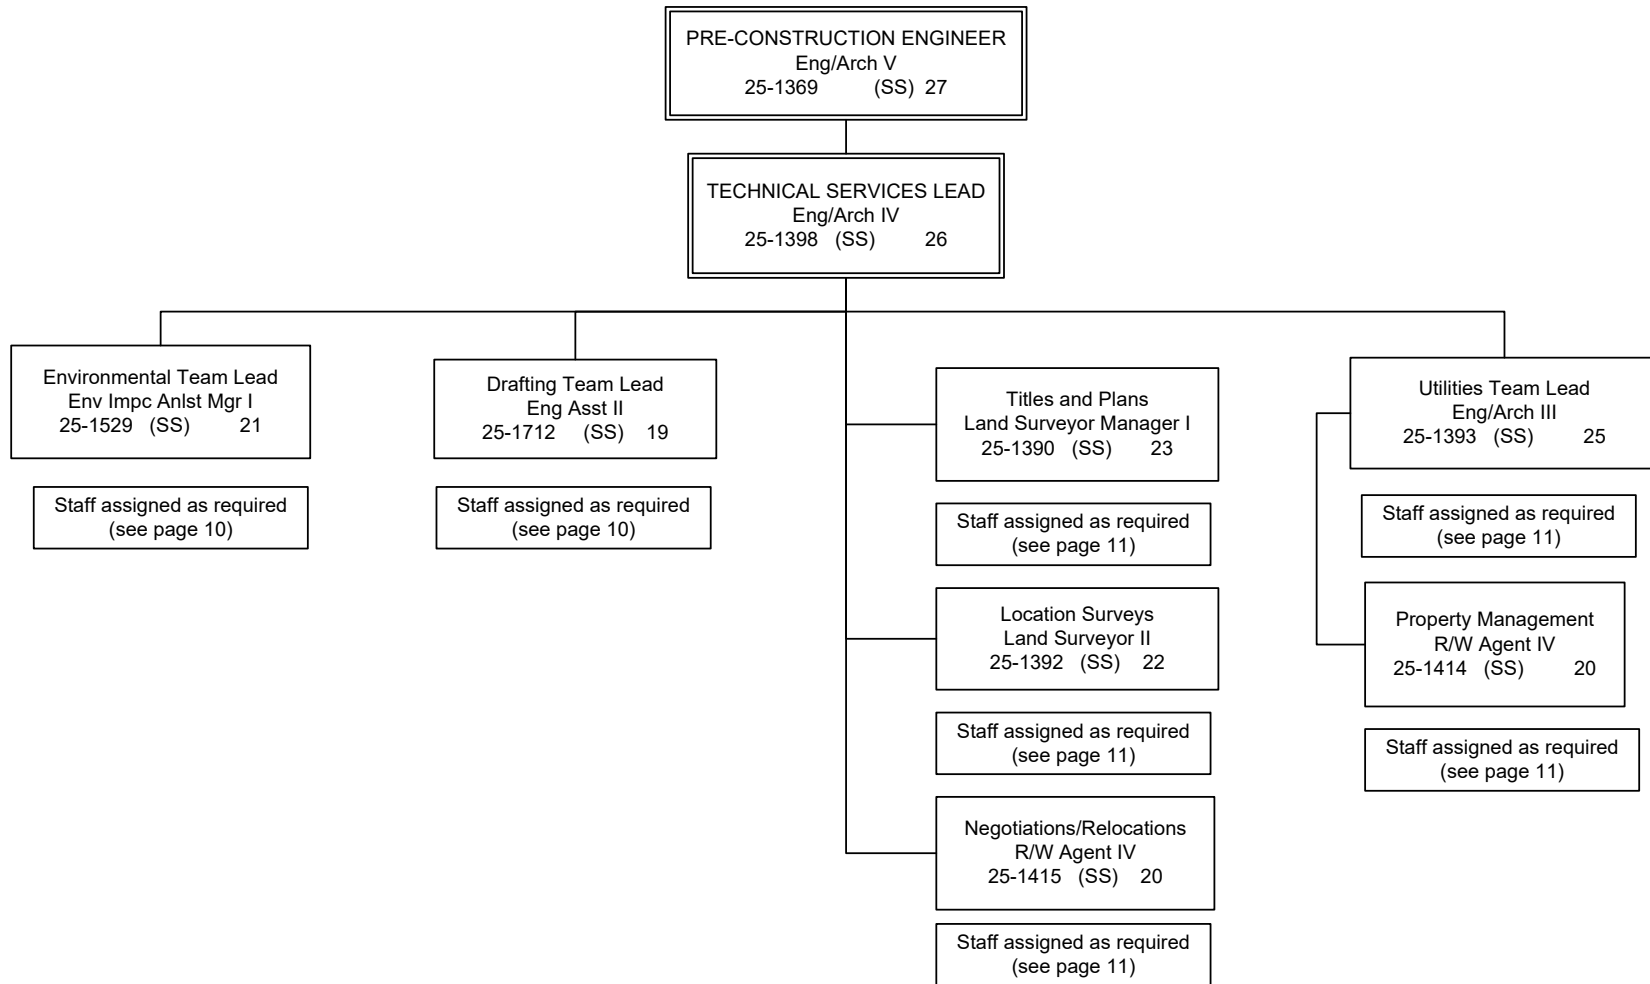 PRE-CONSTRUCTION ENGINEER
Eng/Arch V
25-1369 (SS) 27
TECHNICAL SERVICES LEAD
Eng/Arch IV
25-1398 (SS) 26
Environmental Team Lead
Env Impc Anlst Mgr I
25-1529 (SS) 21
Staff assigned as required
(see page 10)
Drafting Team Lead
Eng Asst II
25-1712 (SS) 19
Staff assigned as required
(see page 10)
Titles and Plans
Land Surveyor Manager I
25-1390 (SS) 23
Staff assigned as required
(see page 11)
Location Surveys
Land Surveyor II
25-1392 (SS) 22
Staff assigned as required
(see page 11)
Negotiations/Relocations
R/W Agent IV
25-1415 (SS) 20
Staff assigned as required
(see page 11)
Utilities Team Lead
Eng/Arch III
25-1393 (SS) 25
Staff assigned as required
(see page 11)
Property Management
R/W Agent IV
25-1414 (SS) 20
Staff assigned as required
(see page 11)